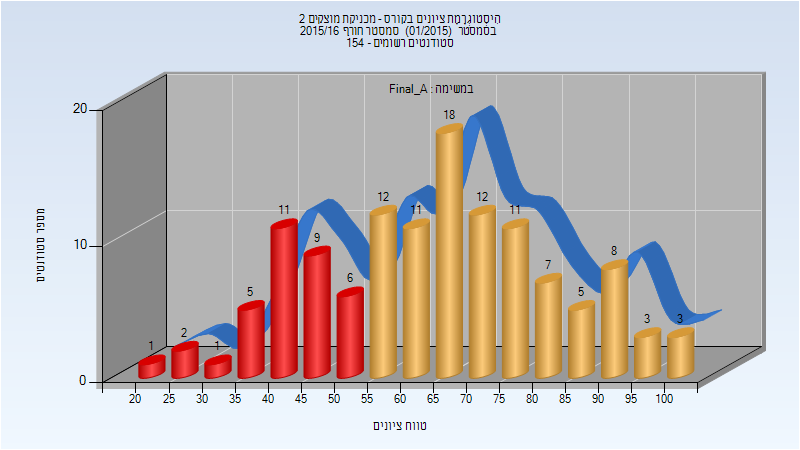 היסטוגרמת ציונים בקורס - מכניקת מוצקים 2
בסמסטר (01/2015) סמסטר חורף 2015/16
סטודנטים רשומים - 154
במשימה : Final_A
מספר סטודנטים
20
10
0
1
2
1
5
11
9
6
12
11
18
12
11
7
5
8
3
3
20 25 30 35 40 45 50 55 60 65 70 75 80 85 90 95 100
טווח ציונים